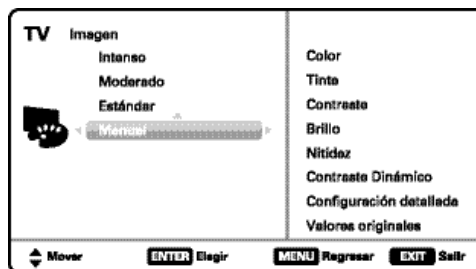 TV Imagen
Intenso
Moderado
Estándar
Manual
Color
Tinte
Contraste
Brillo
Nitidez
Contraste Dinámico
Configuración detallada
Valores originales
Mover ENTER Elegir MENU Regresar EXIT Salir